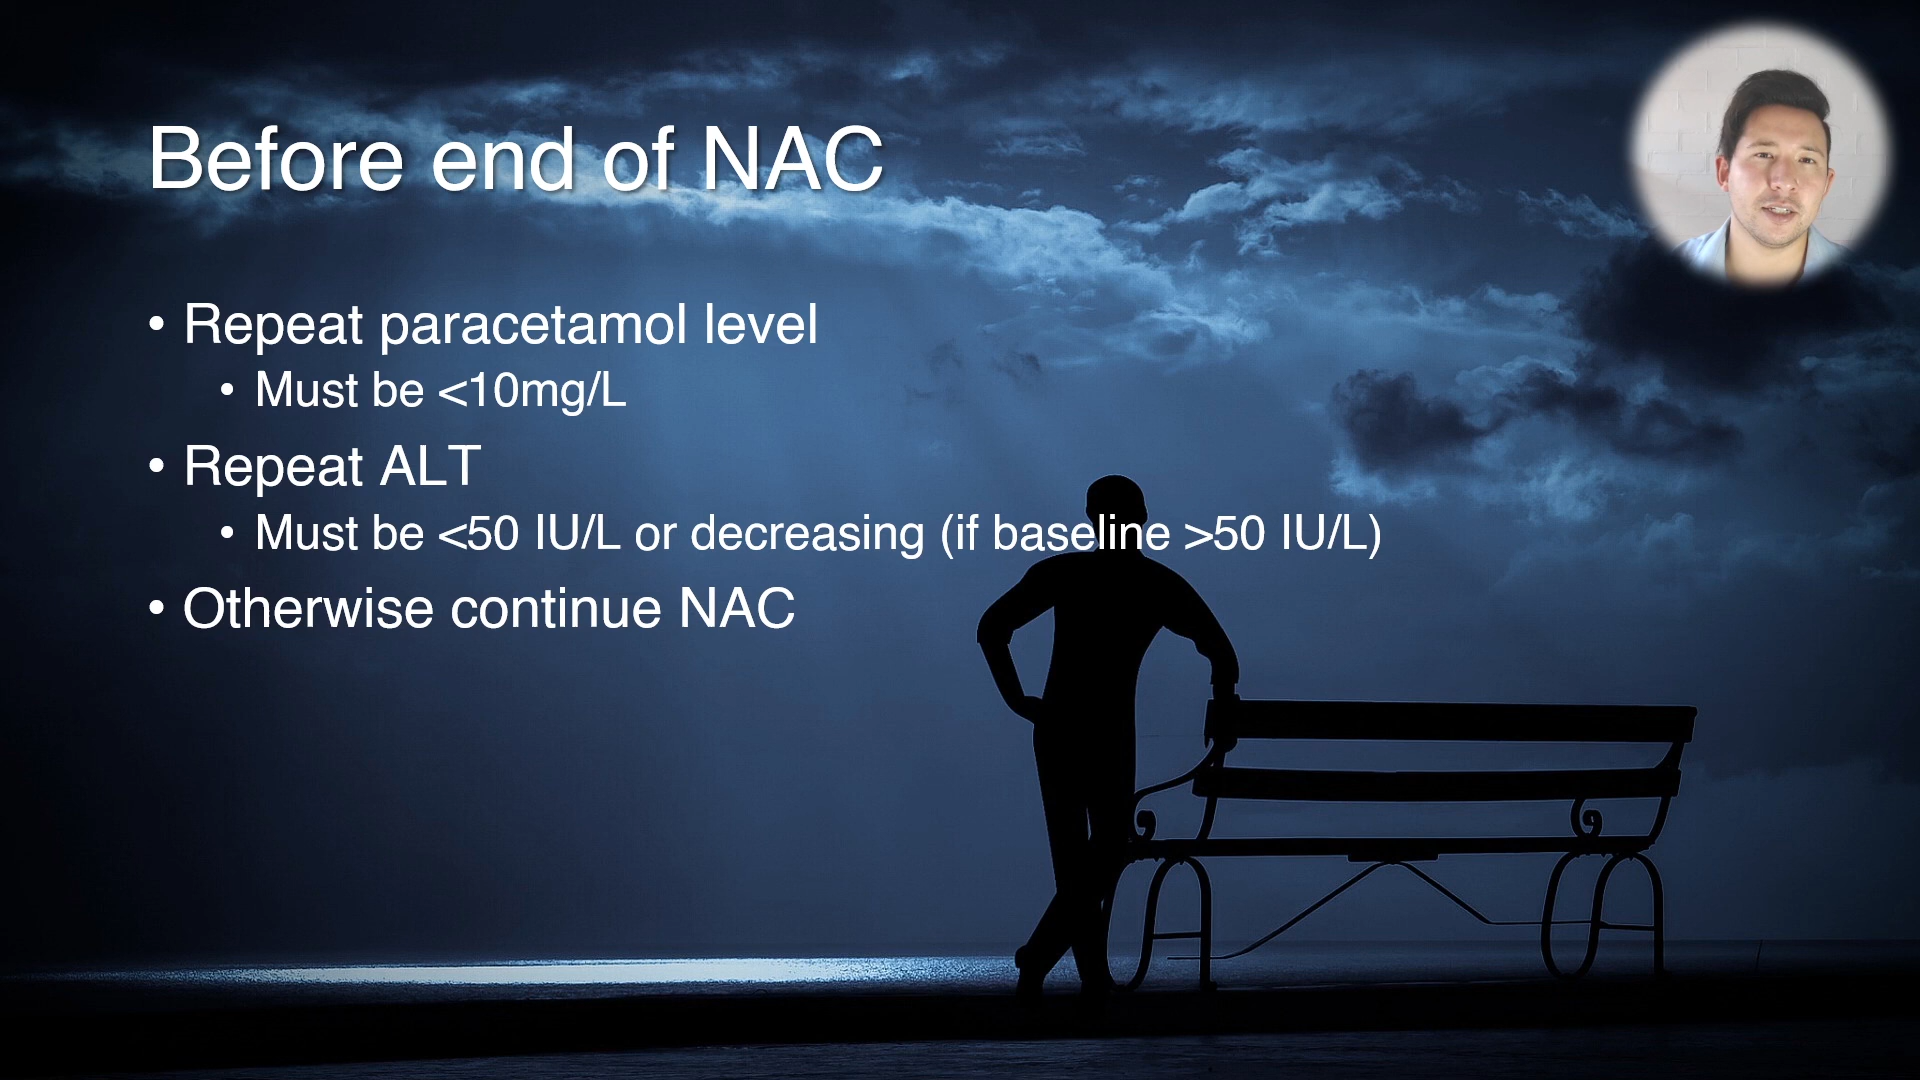 Before end of NAC
• Repeat paracetamol level
• Must be <10mg/L
• Repeat ALT
• Must be <50 IU/L or decreasing (if baseline >50 IU/L)
• Otherwise continue NAC